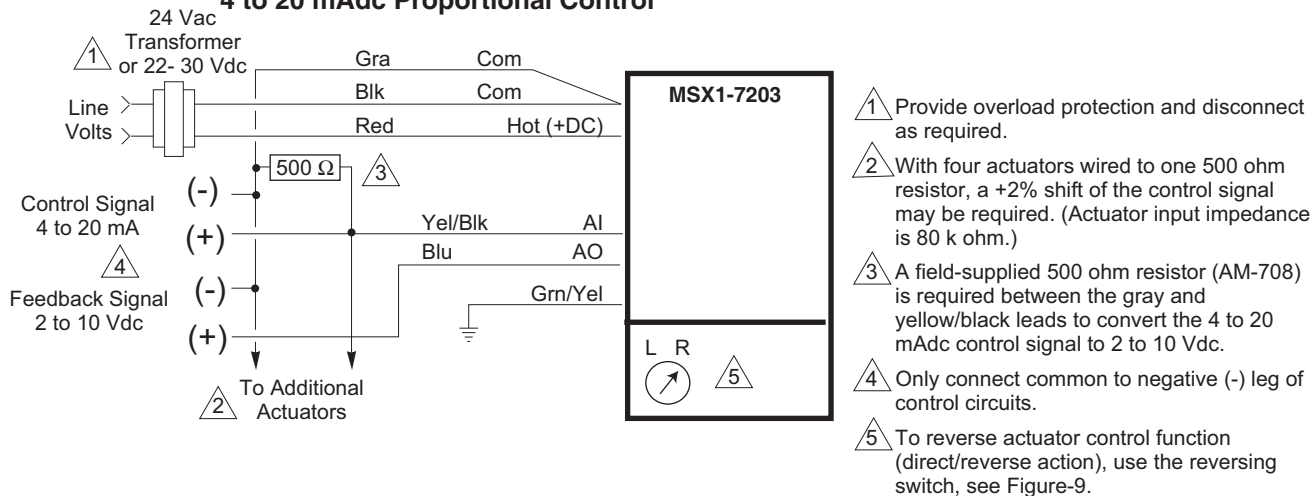 4 to 20 mAdc Proportional Control
24 Vac
Transformer
or 22- 30 Vdc
1
Line
Volts
Gra Com
Blk Com
Red Hot (+DC)
500 Ω
3
Control Signal
4 to 20 mA
(-)
(+)
4
Feedback Signal
2 to 10 Vdc
(-)
(+)
Yel/Blk AI
Blu AO
Grn/Yel
2
To Additional
Actuators
MSX1-7203
L R
5
1 Provide overload protection and disconnect
as required.
2 With four actuators wired to one 500 ohm
resistor, a +2% shift of the control signal
may be required. (Actuator input impedance
is 80 k ohm.)
3 A field-supplied 500 ohm resistor (AM-708)
is required between the gray and
yellow/black leads to convert the 4 to 20
mAdc control signal to 2 to 10 Vdc.
4 Only connect common to negative (-) leg of
control circuits.
5 To reverse actuator control function
(direct/reverse action), use the reversing
switch, see Figure-9.